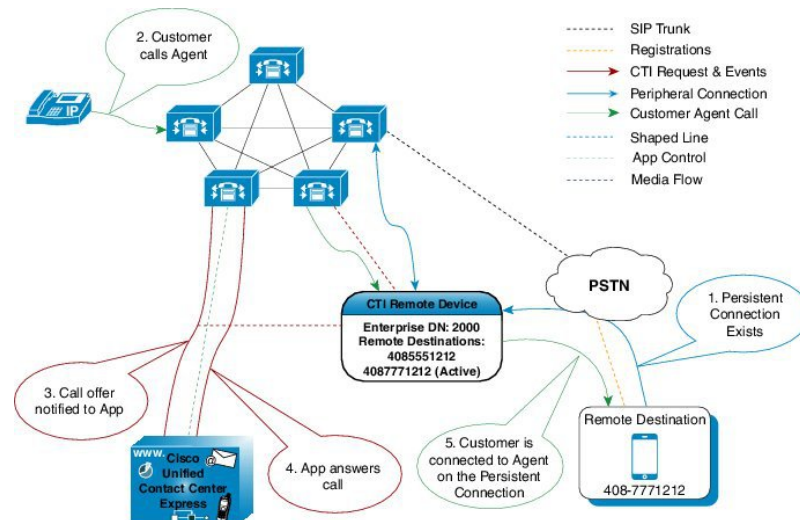 2. Customer
calls Agent
IP
SIP Trunk
Registrations
CTI Request & Events
Peripheral Connection
Customer Agent Call
Shaped Line
App Control
Media Flow
PSTN
1. Persistent
Connection
Exists
CTI Remote Device
Enterprise DN: 2000
Remote Destinations:
4085551212
4087771212 (Active)
3. Call offer
notified to App
4. App answers
call
5. Customer is
connected to Agent
on the Persistent
Connection
Remote Destination
408-7771212
WWW.
Cisco
Unified
Contact Center
Express